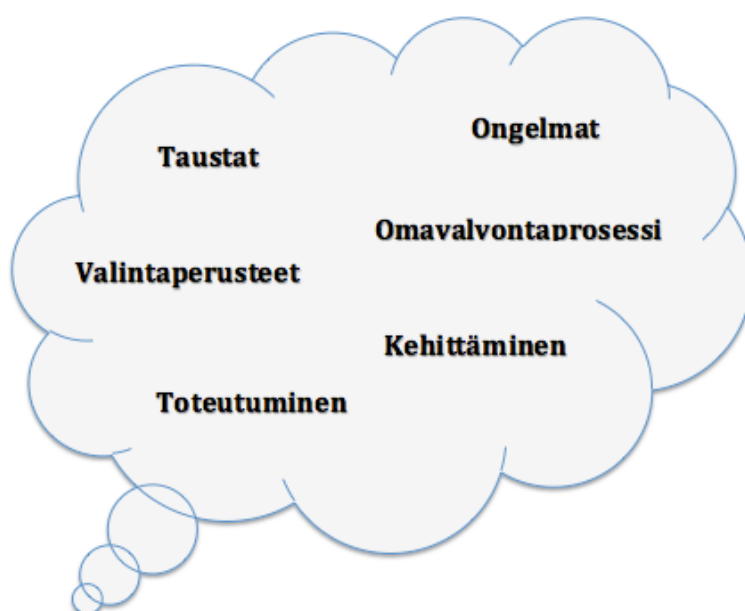 Ongelmat
Taustat
Omavalvontaprosessi
Valintaperusteet
Kehittäminen
Toteutuminen